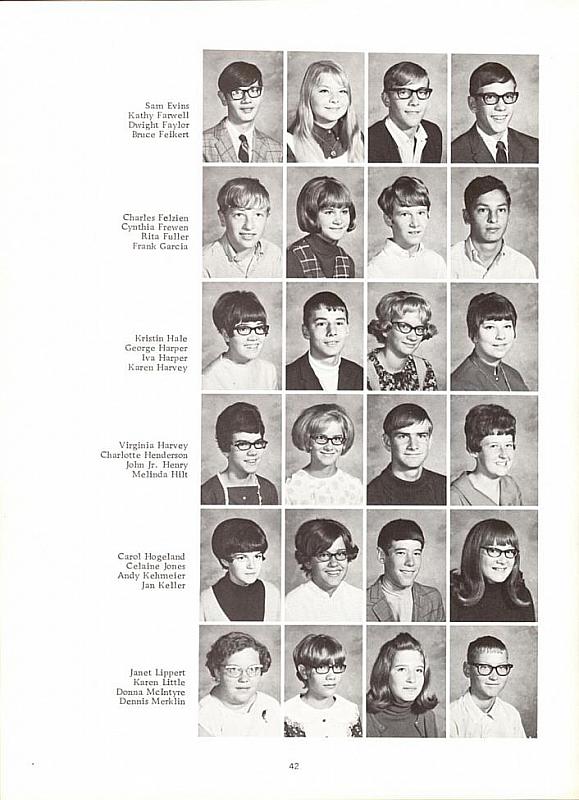 Sam Evins
Kathy Farwell
Dwight Faylor
Bruce Feikert
Charles Felzien
Cynthia Frewen
Rita Fuller
Frank Garcia
Kristin Hale
George Harper
Iva Harper
Karen Harvey
Virginia Harvey
Charlotte Henderson
John Jr. Henry
Melinda Hilt
Carol Hogeland
Celaine Jones
Andy Kehmeier
Jan Keller
Janet Lippert
Karen Little
Donna McIntyre
Dennis Merklin
42